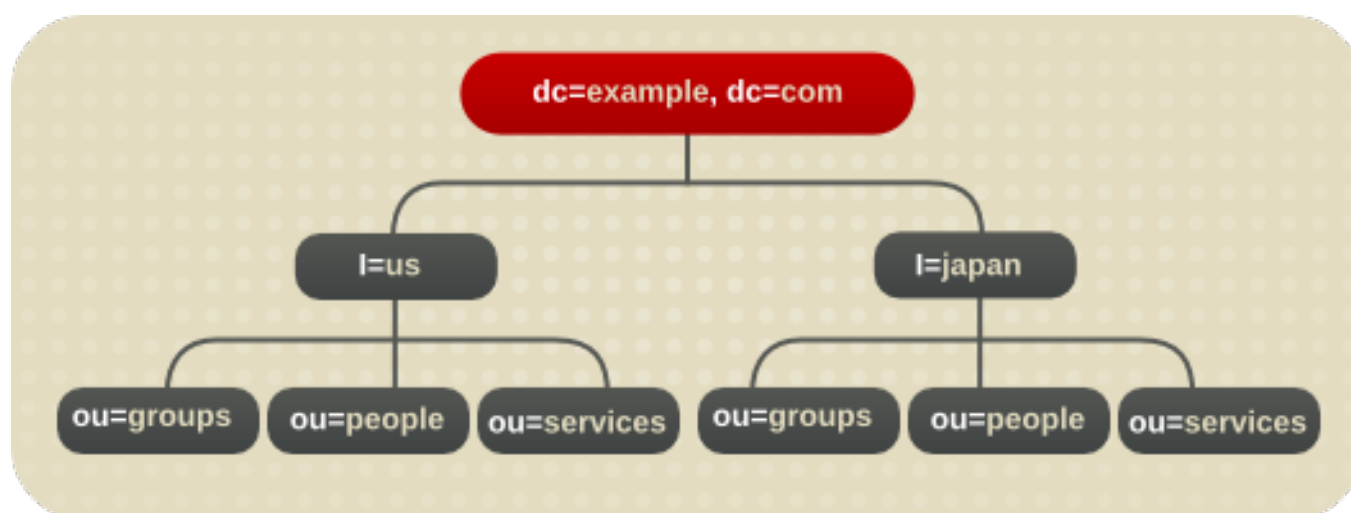 dc=example, dc=com
l=us
l=japan
ou=groups
ou=people
ou=services
ou=groups
ou=people
ou=services